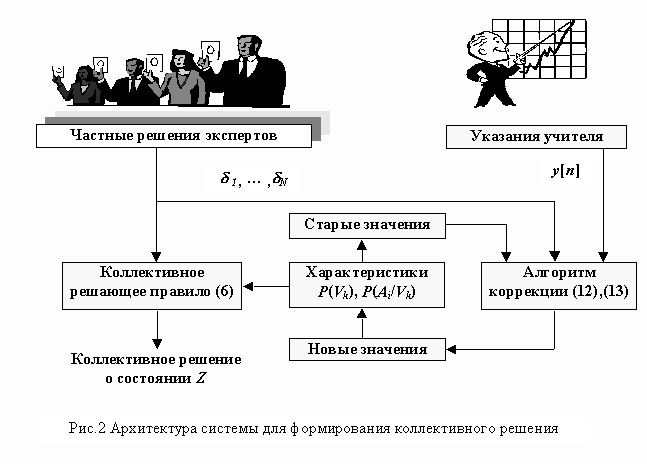 Частные решения экспертов
Указания учителя
δ1, … ,δN
y[n]
Старые значения
Коллективное
решающее правило (6)
Характеристики
P(Vk), P(Ai/Vk)
Алгоритм
коррекции (12),(13)
Новые значения
Коллективное решение
о состоянии Z
Рис.2 Архитектура системы для формирования коллективного решения